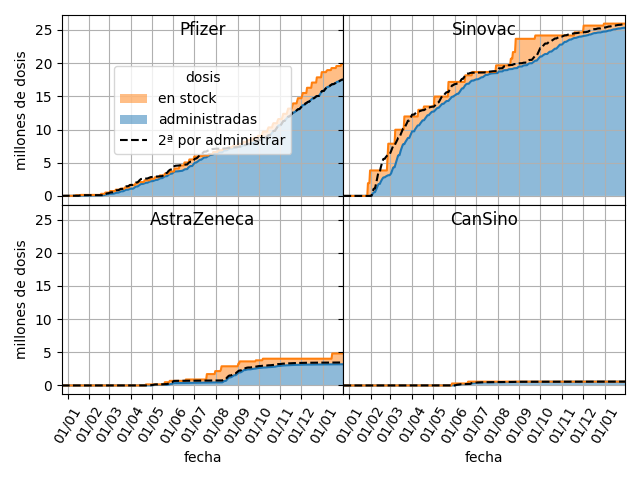 Pfizer
Sinovac
millones de dosis
25
20
15
10
5
0
dosis
en stock
administradas
2ª por administrar
AstraZeneca
CanSino
millones de dosis
25
20
15
10
5
0
01/01 01/02 01/03 01/04 01/05 01/06 01/07 01/08 01/09 01/10 01/11 01/12 01/01
01/01 01/02 01/03 01/04 01/05 01/06 01/07 01/08 01/09 01/10 01/11 01/12 01/01
fecha
fecha